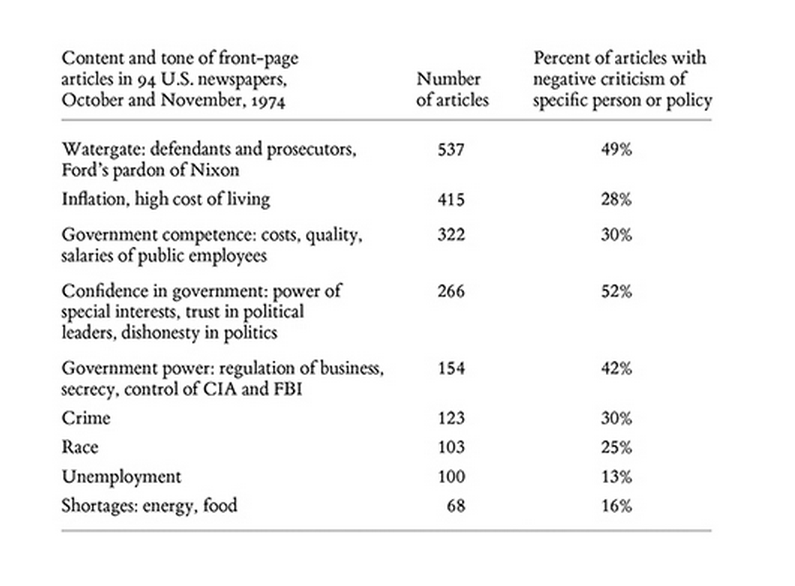 Content and tone of front-page
articles in 94 U.S. newspapers,
October and November, 1974
Number
of articles
Percent of articles with
negative criticism of
specific person or policy
Watergate: defendants and prosecutors,
Ford's pardon of Nixon
537
49%
Inflation, high cost of living
415
28%
Government competence: costs, quality,
salaries of public employees
322
30%
Confidence in government: power of
special interests, trust in political
leaders, dishonesty in politics
266
52%
Government power: regulation of business,
secrecy, control of CIA and FBI
154
42%
Crime
123
30%
Race
103
25%
Unemployment
100
13%
Shortages: energy, food
68
16%